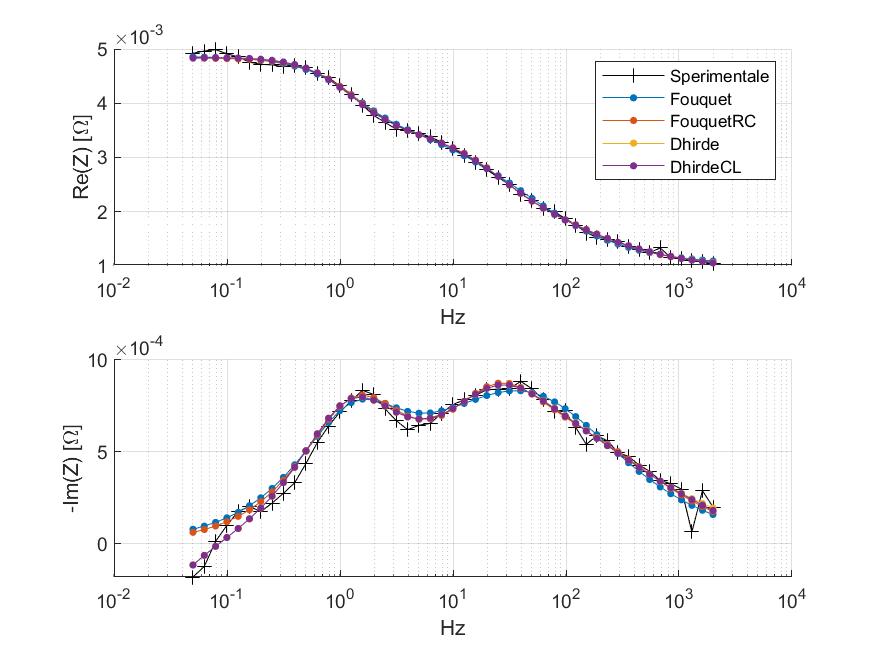 ×10⁻³
5
4
3
2
1
Re(Z) [Ω]
Sperimentale
Fouquet
FouquetRC
Dhirde
DhirdeCL
10⁻² 10⁻¹ 10⁰ 10¹ 10² 10³ 10⁴
Hz
×10⁻⁴
10
5
0
-Im(Z) [Ω]
10⁻² 10⁻¹ 10⁰ 10¹ 10² 10³ 10⁴
Hz